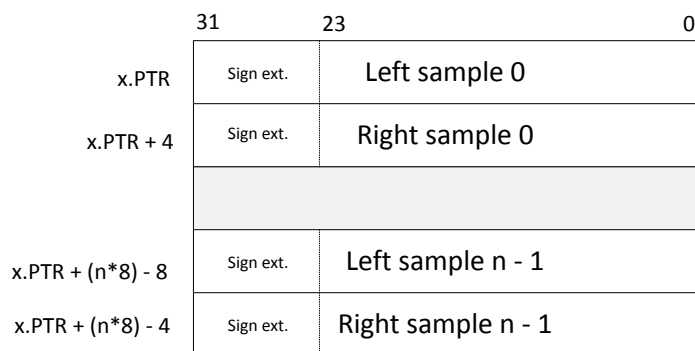 31 23 0
x.PTR Sign ext. Left sample 0
x.PTR + 4 Sign ext. Right sample 0
x.PTR + (n*8) - 8 Sign ext. Left sample n - 1
x.PTR + (n*8) - 4 Sign ext. Right sample n - 1